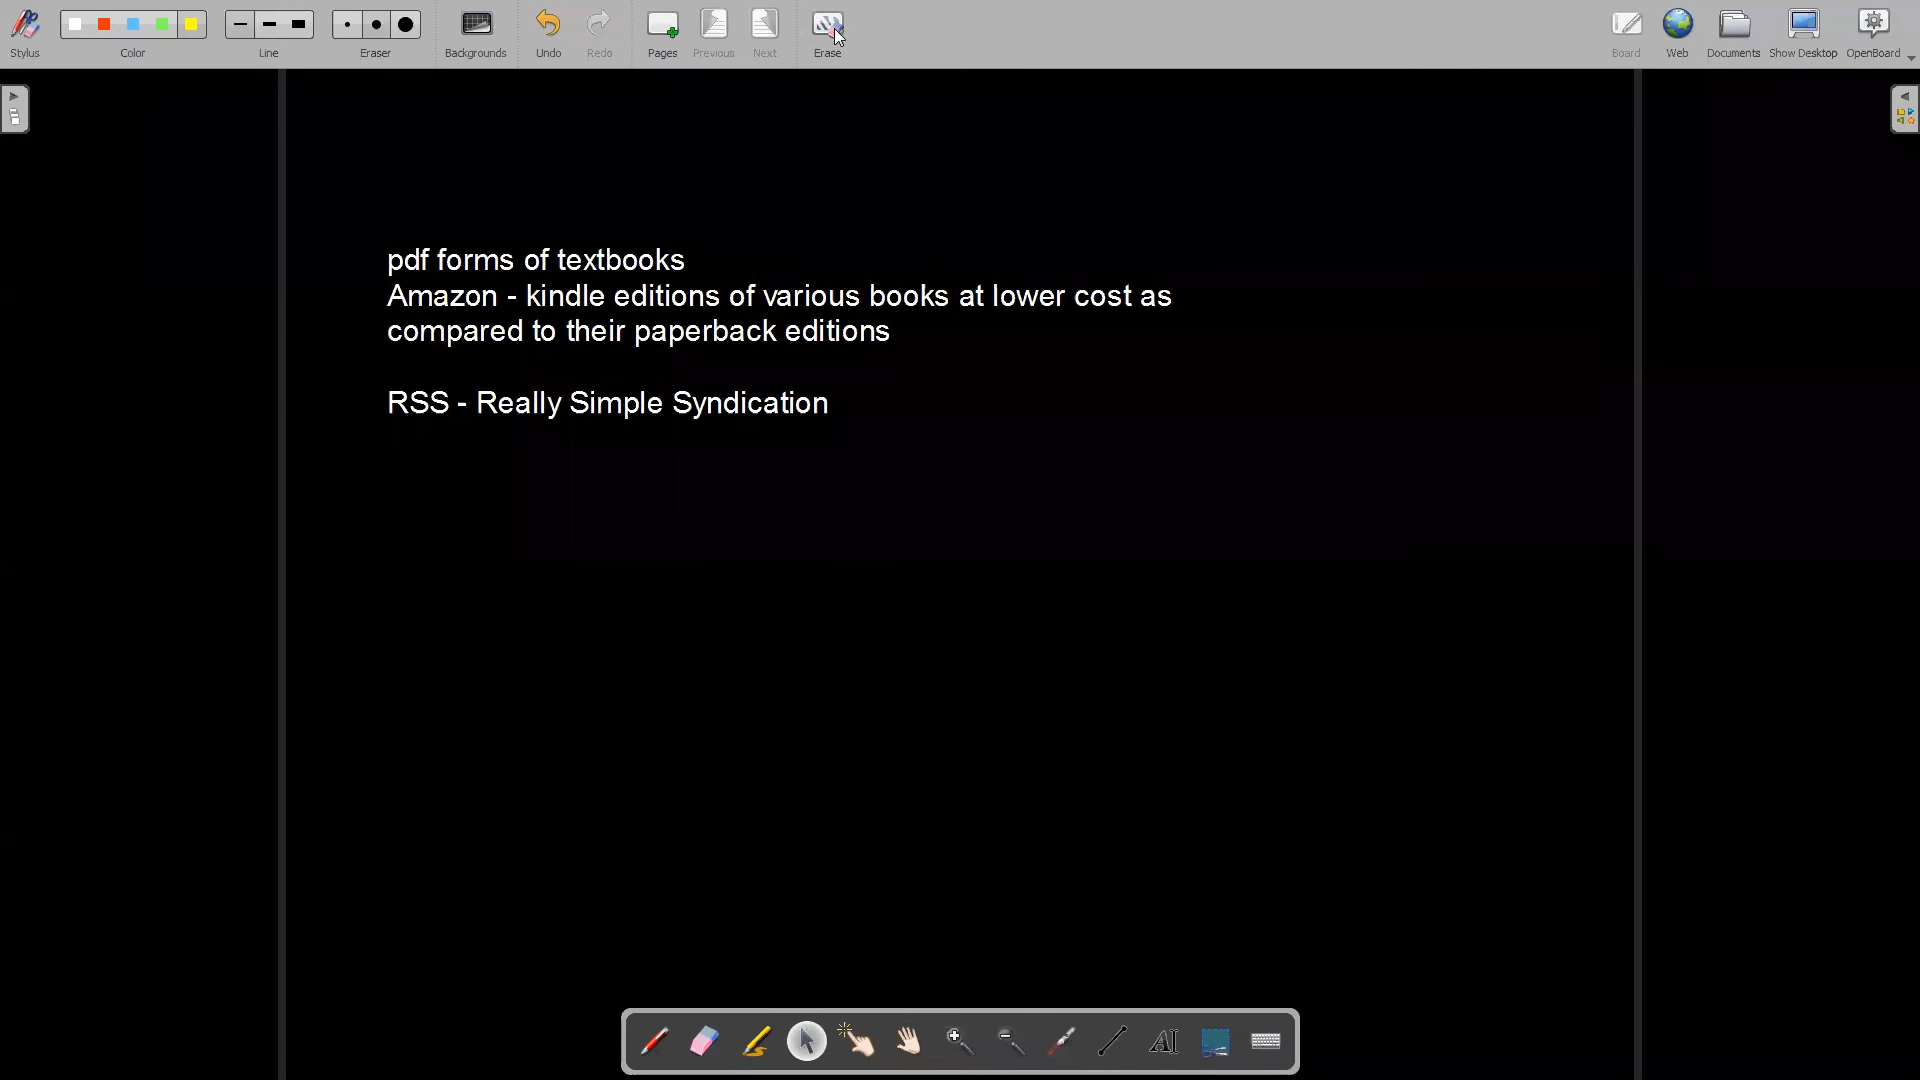 Stylus
Color
Line
Eraser
Backgrounds
Undo
Redo
Pages
Previous
Next
Erase
Board
Web
Documents
Show Desktop
OpenBoard
pdf forms of textbooks
Amazon - kindle editions of various books at lower cost as
compared to their paperback editions
RSS - Really Simple Syndication
AI